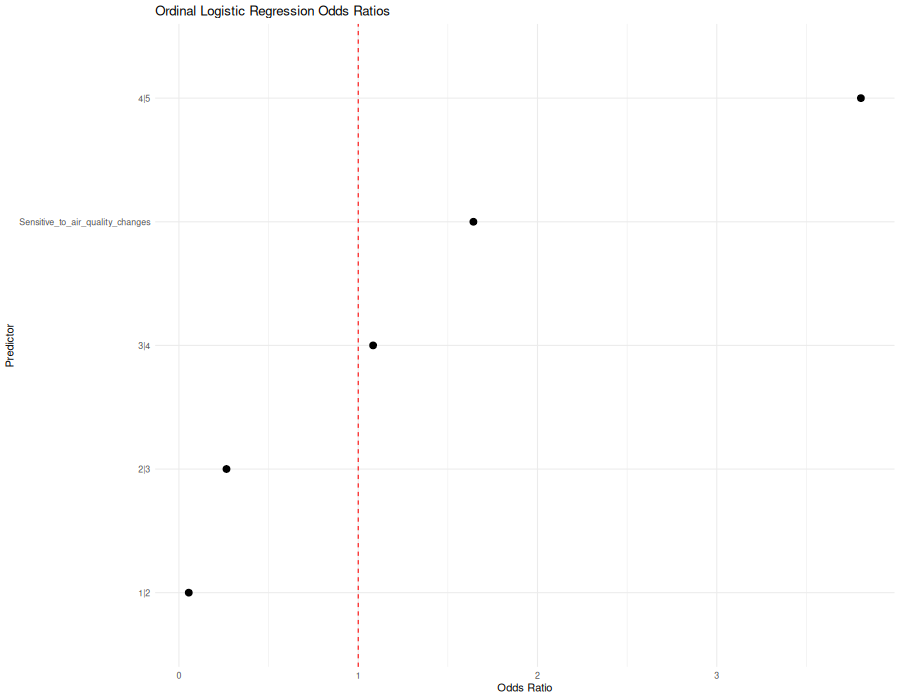 Ordinal Logistic Regression Odds Ratios
4|5
Sensitive_to_air_quality_changes
3|4
2|3
1|2
Predictor
0 1 2 3
Odds Ratio